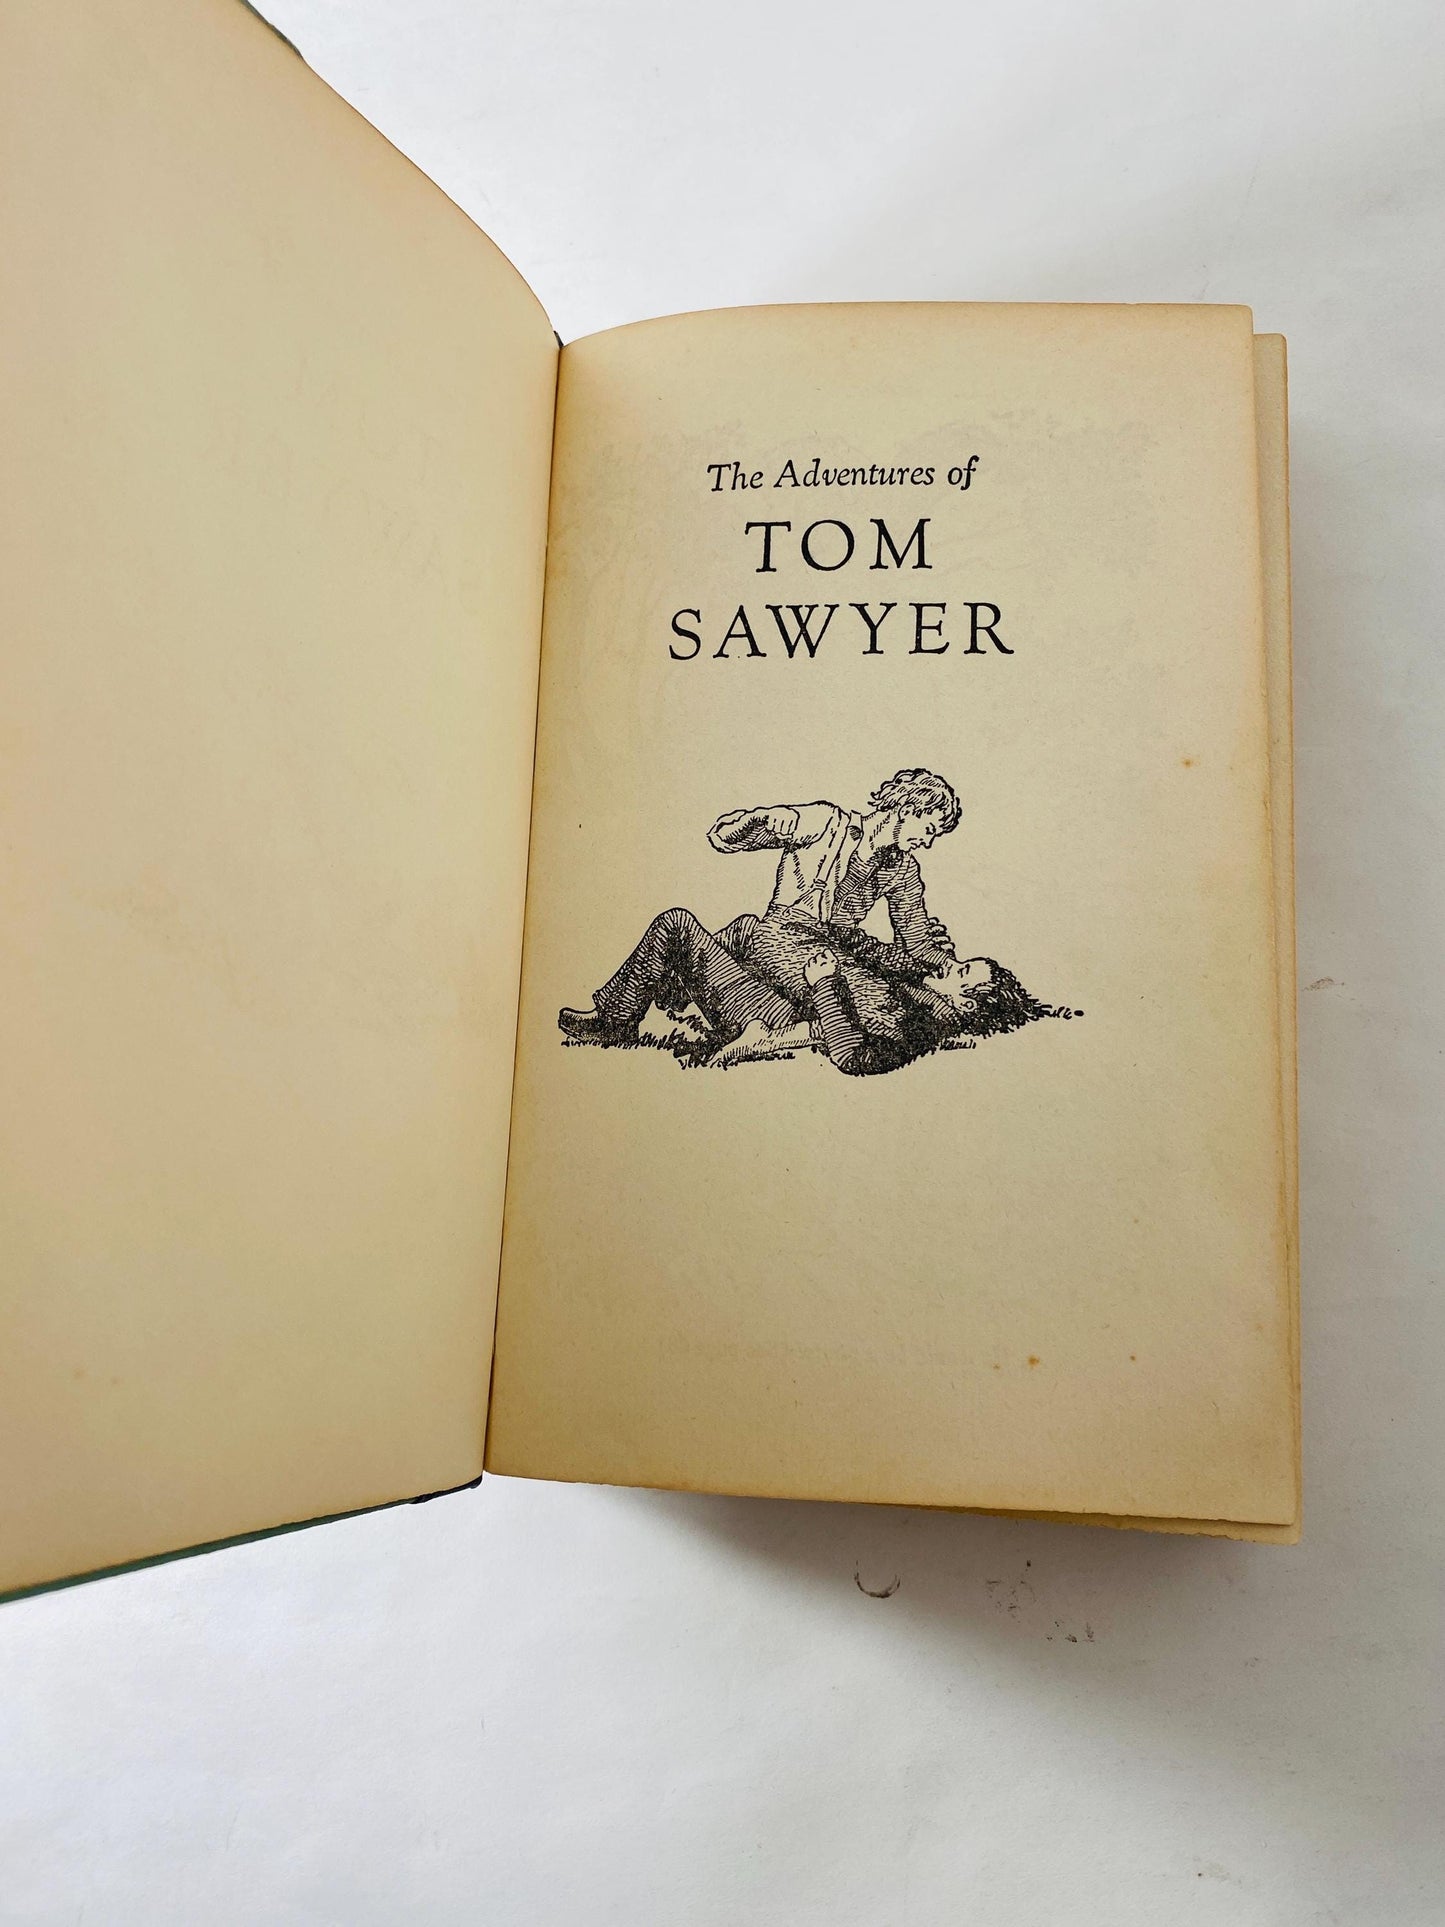 The Adventures of
TOM
SAWYER